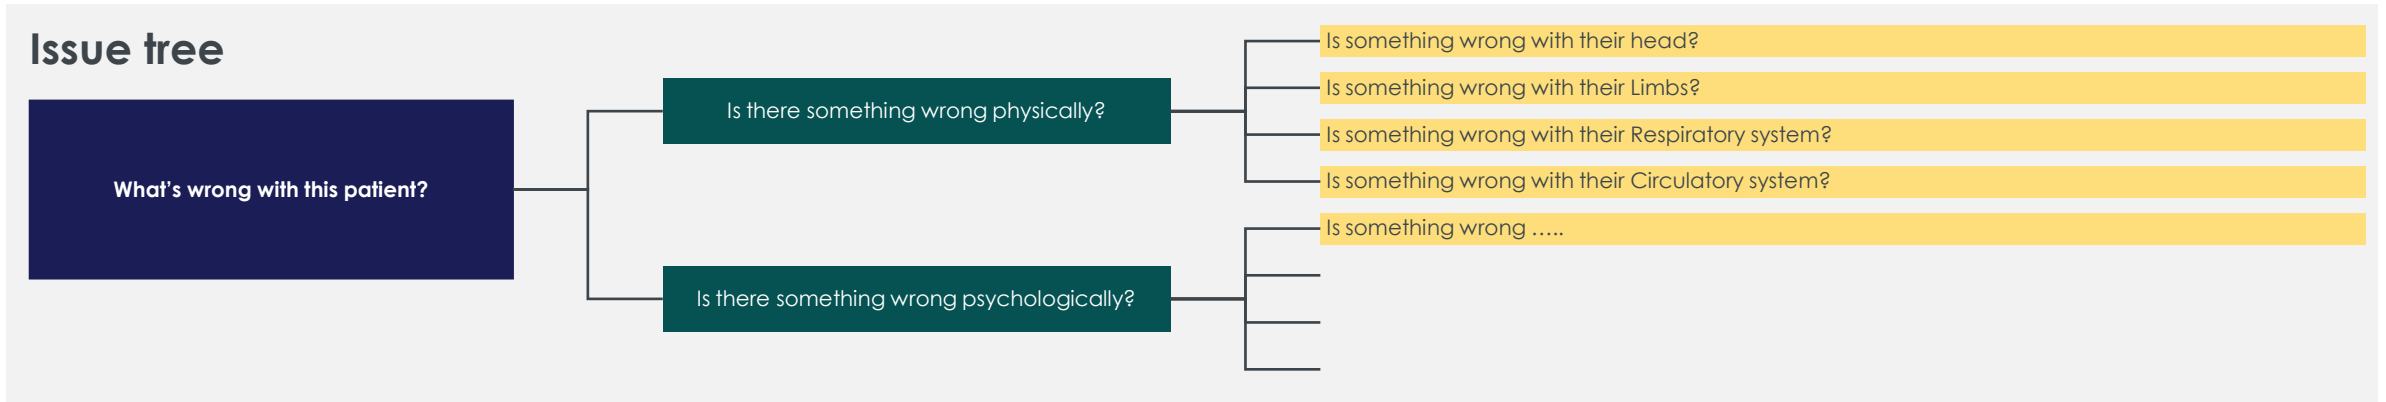 Issue tree
What's wrong with this patient?
Is there something wrong physically?
Is something wrong with their head?
Is something wrong with their Limbs?
Is something wrong with their Respiratory system?
Is something wrong with their Circulatory system?
Is there something wrong psychologically?
Is something wrong …..